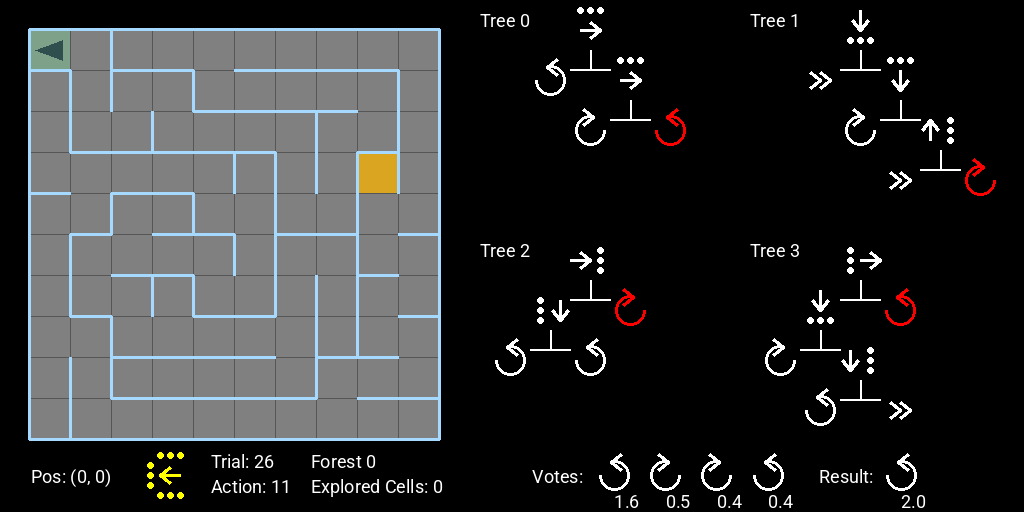 Tree 0
Tree 1
Tree 2
Tree 3
Pos: (0, 0)
Trial: 26
Forest 0
Action: 11
Explored Cells: 0
Votes:
1.6
0.5
0.4
0.4
Result:
2.0